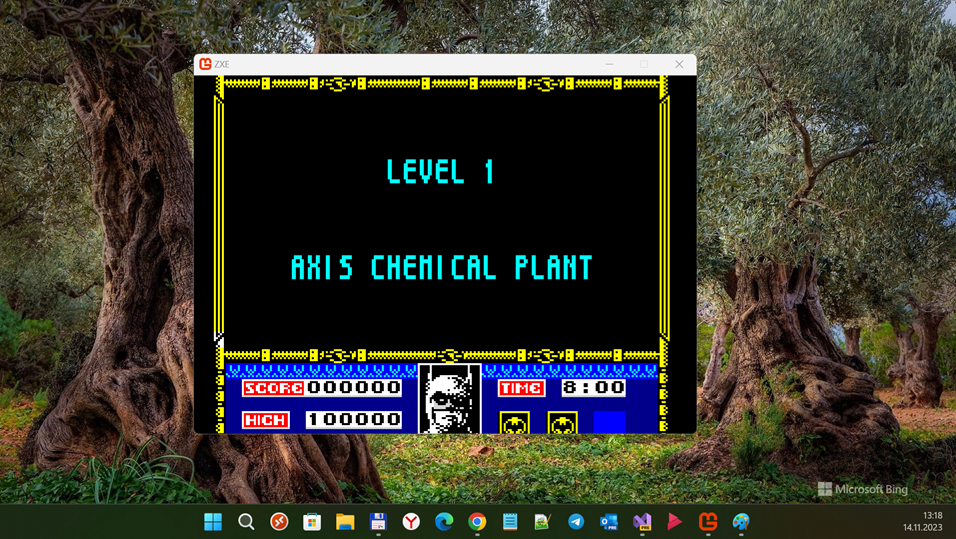 ZXE
LEVEL 1
AXIS CHEMICAL PLANT
SCORE 000000
TIME 8:00
HIGH 100000
Microsoft Bing
13:18
14.11.2023